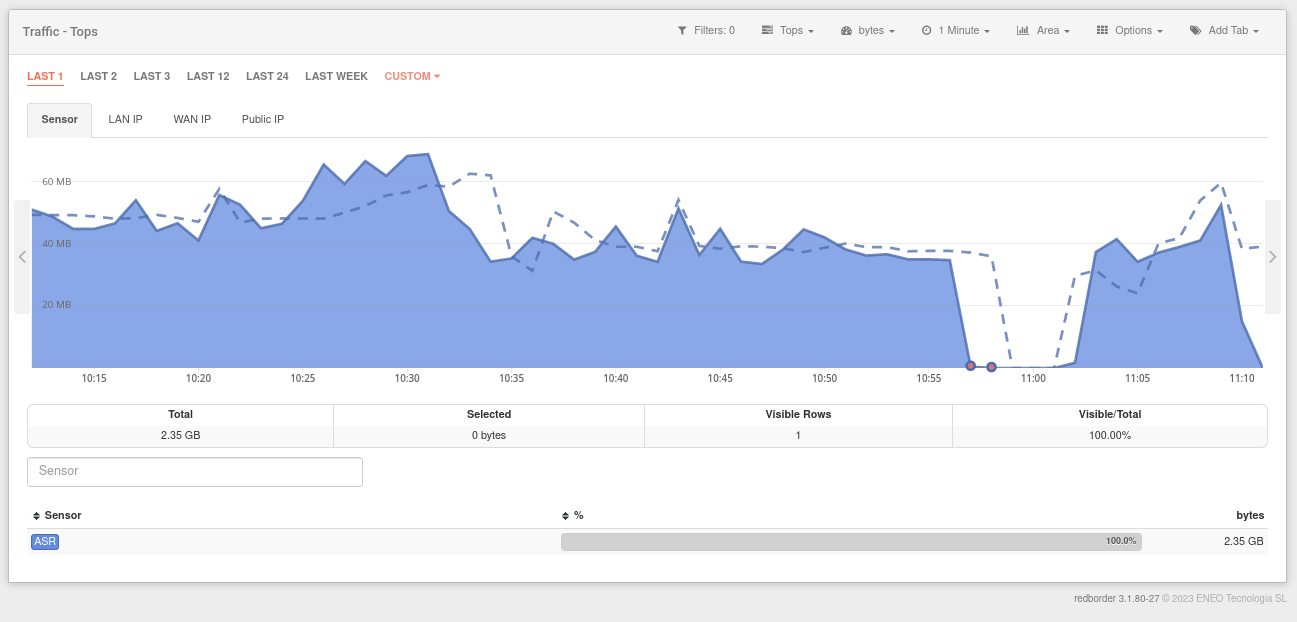 Traffic - Tops
Filters: 0 Tops bytes 1 Minute Area Options Add Tab
LAST 1 LAST 2 LAST 3 LAST 12 LAST 24 LAST WEEK CUSTOM
Sensor LAN IP WAN IP Public IP
60 MB
40 MB
20 MB
10:15 10:20 10:25 10:30 10:35 10:40 10:45 10:50 10:55 11:00 11:05 11:10
Total Selected Visible Rows Visible/Total
2.35 GB 0 bytes 1 100.00%
Sensor
Sensor % bytes
ASR 100.0% 2.35 GB
redborder 3.1.80-27 © 2023 ENEO Tecnologia SL